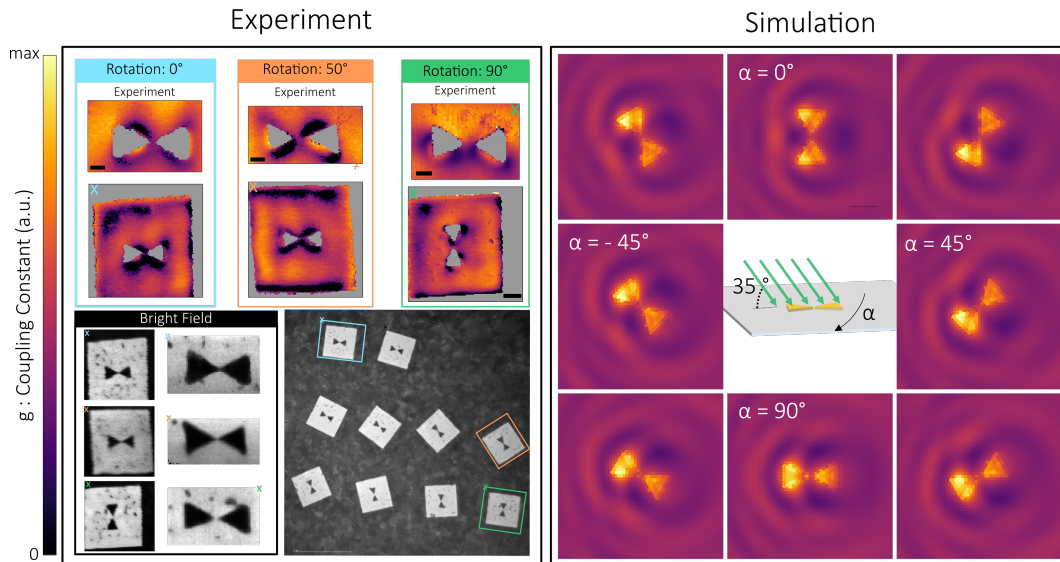 Experiment
Simulation
max
g : Coupling Constant (a.u.)
0
Rotation: 0°
Experiment
x
Rotation: 50°
Experiment
x
x
Rotation: 90°
Experiment
x
x
Bright Field
x
x
x
x
x
x
x
x
x
α = 0°
α = - 45°
35 °
α
α = 45°
α = 90°